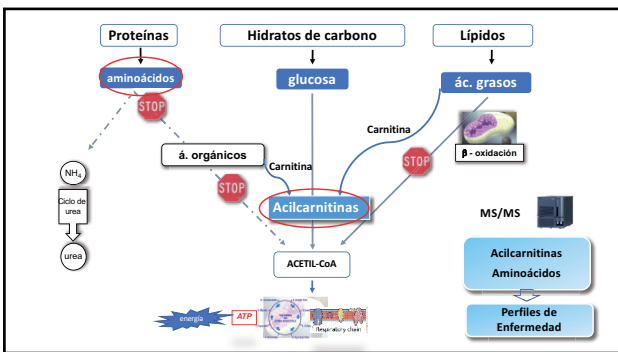 Proteínas
Hidratos de carbono
Lípidos
aminoácidos
glucosa
ác. grasos
STOP
Carnitina
STOP
β - oxidación
á. orgánicos
Carnitina
STOP
NH4
Ciclo de
urea
urea
Acilcarnitinas
MS/MS
ACETIL-CoA
Acilcarnitinas
Aminoácidos
energía
ATP
Respiratory chain
Perfiles de
Enfermedad